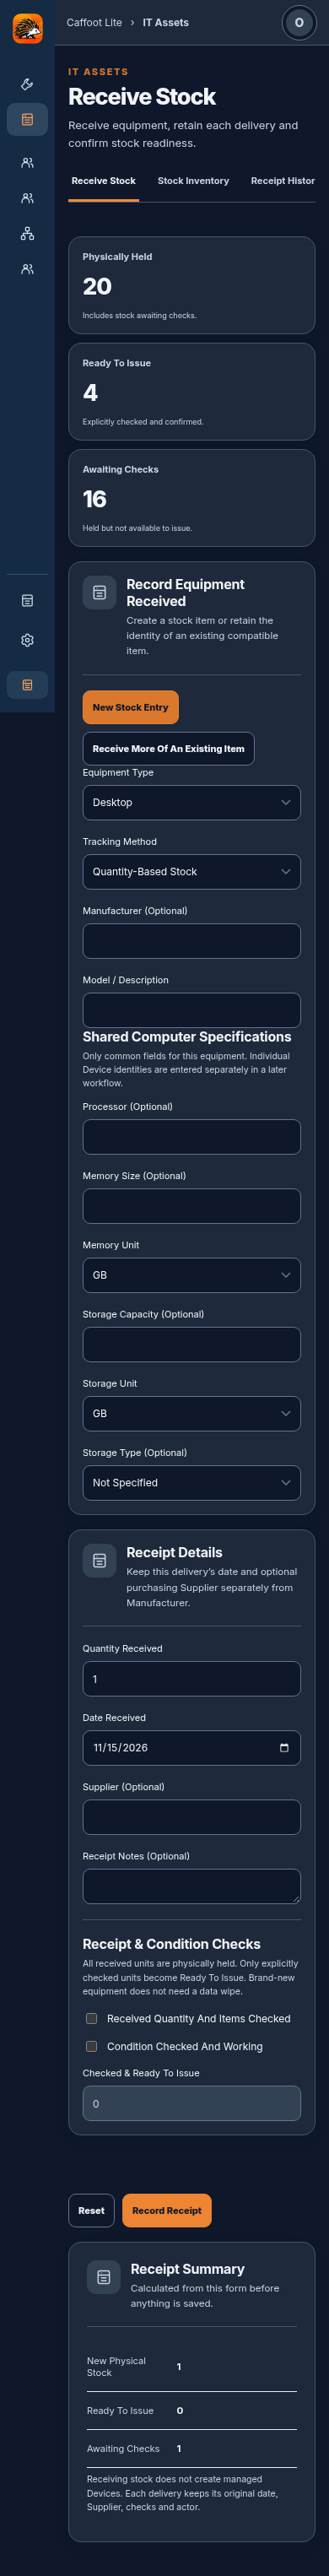 Caffoot Lite › IT Assets
0
IT ASSETS
Receive Stock
Receive equipment, retain each delivery and
confirm stock readiness.
Receive Stock Stock Inventory Receipt Histor
Physically Held
20
Includes stock awaiting checks.
Ready To Issue
4
Explicitly checked and confirmed.
Awaiting Checks
16
Held but not available to issue.
Record Equipment
Received
Create a stock item or retain the
identity of an existing compatible
item.
New Stock Entry
Receive More Of An Existing Item
Equipment Type
Desktop
Tracking Method
Quantity-Based Stock
Manufacturer (Optional)
Model / Description
Shared Computer Specifications
Only common fields for this equipment. Individual
Device identities are entered separately in a later
workflow.
Processor (Optional)
Memory Size (Optional)
Memory Unit
GB
Storage Capacity (Optional)
Storage Unit
GB
Storage Type (Optional)
Not Specified
Receipt Details
Keep this delivery's date and optional
purchasing Supplier separately from
Manufacturer.
Quantity Received
1
Date Received
11/15/2026
Supplier (Optional)
Receipt Notes (Optional)
Receipt & Condition Checks
All received units are physically held. Only explicitly
checked units become Ready To Issue. Brand-new
equipment does not need a data wipe.
Received Quantity And Items Checked
Condition Checked And Working
Checked & Ready To Issue
0
Reset
Record Receipt
Receipt Summary
Calculated from this form before
anything is saved.
New Physical
Stock
1
Ready To Issue 0
Awaiting Checks 1
Receiving stock does not create managed
Devices. Each delivery keeps its original date,
Supplier, checks and actor.